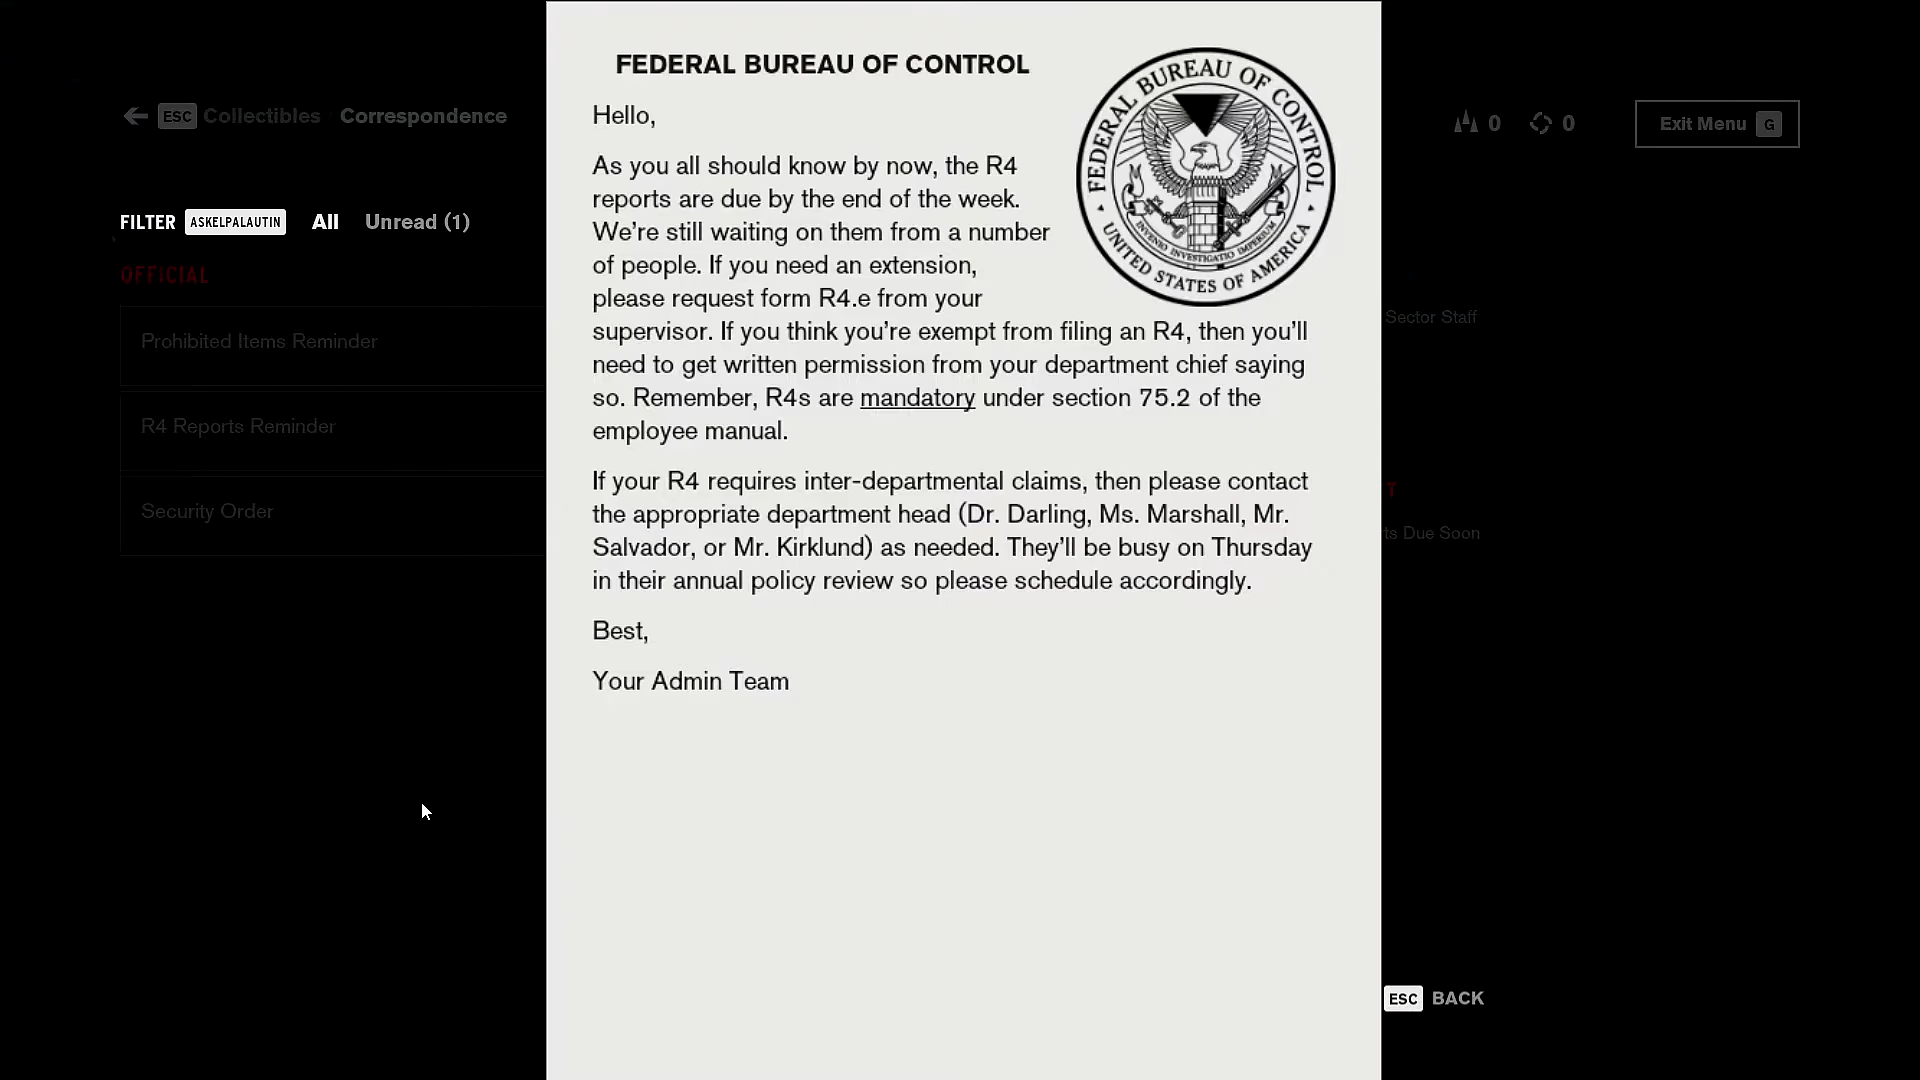 FEDERAL BUREAU OF CONTROL
FEDERAL BUREAU OF CONTROL
UNITED STATES OF AMERICA
INVENIO INVESTIGATIO IMPERIUM
Hello,
As you all should know by now, the R4
reports are due by the end of the week.
We’re still waiting on them from a number
of people. If you need an extension,
please request form R4.e from your
supervisor. If you think you’re exempt from filing an R4, then you’ll
need to get written permission from your department chief saying
so. Remember, R4s are mandatory under section 75.2 of the
employee manual.
If your R4 requires inter-departmental claims, then please contact
the appropriate department head (Dr. Darling, Ms. Marshall, Mr.
Salvador, or Mr. Kirklund) as needed. They’ll be busy on Thursday
in their annual policy review so please schedule accordingly.
Best,
Your Admin Team
ESC Collectibles Correspondence
FILTER ASKELPALAUTIN All Unread (1)
OFFICIAL
Prohibited Items Reminder
R4 Reports Reminder
Security Order
0 0
Exit Menu G
Sector Staff
T
ts Due Soon
ESC BACK